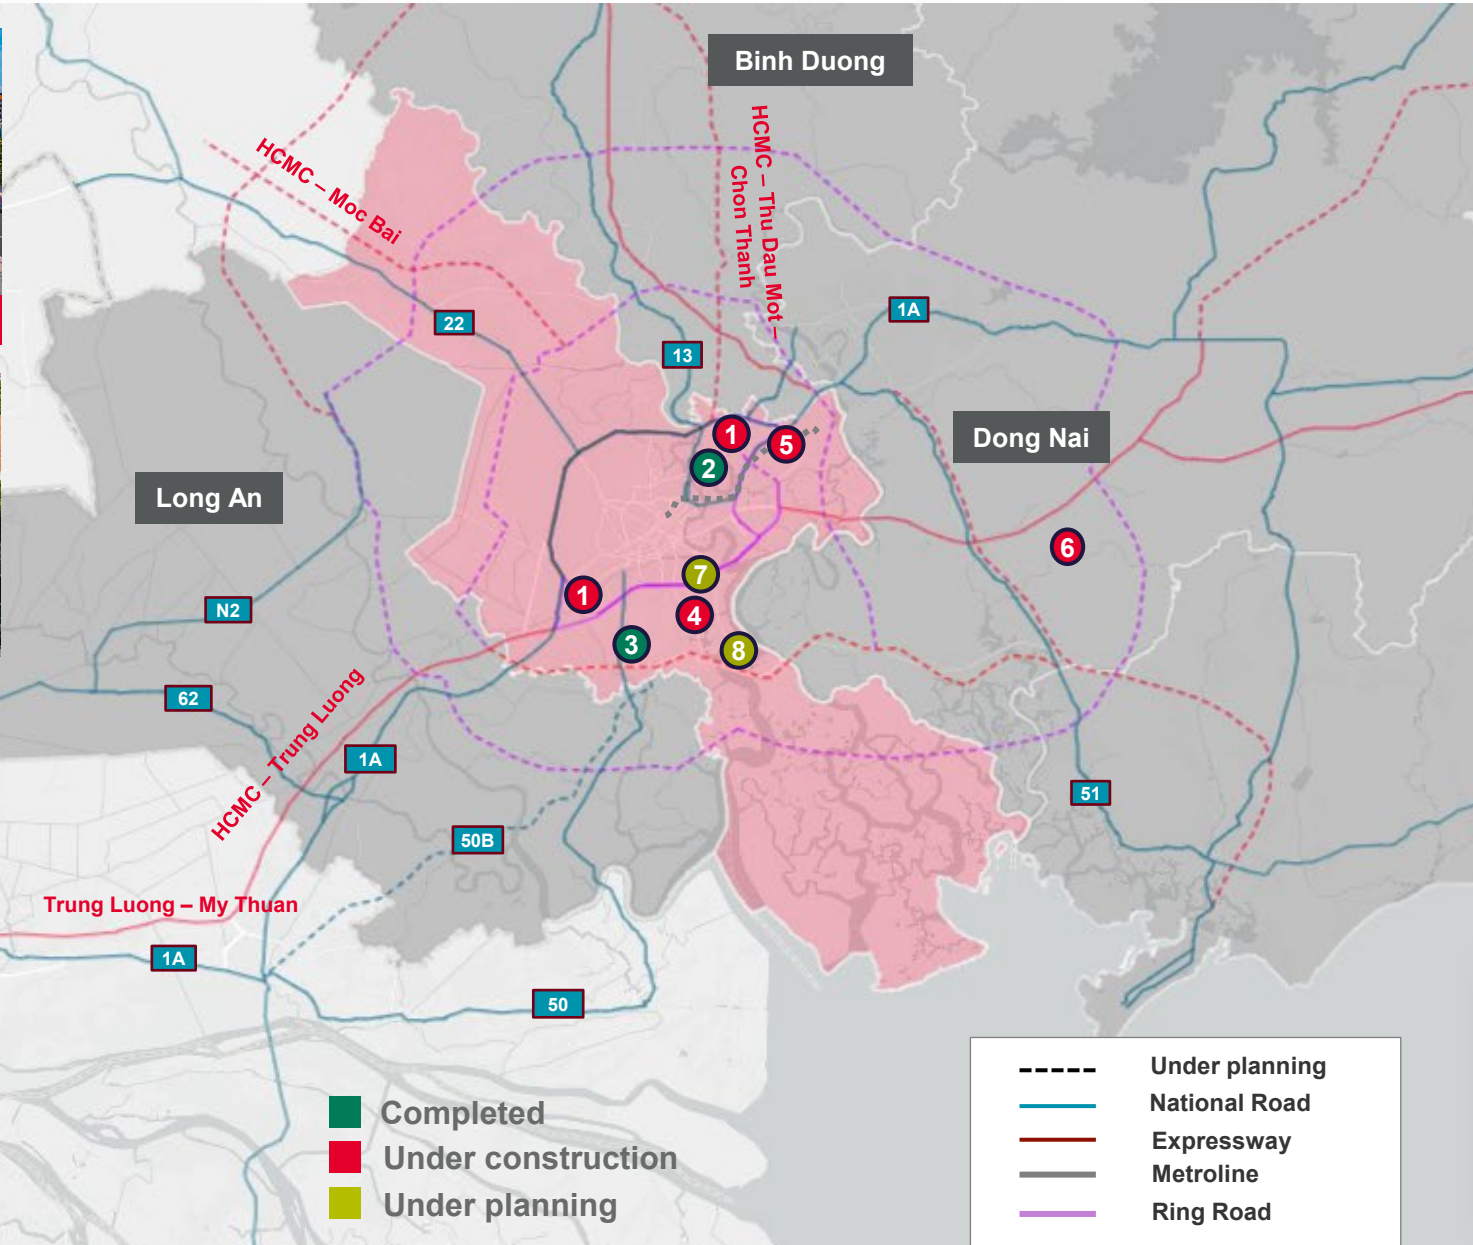 Binh Duong
HCMC – Moc Bai
HCMC – Thu Dau Mot –
Chon Thanh
1A
22
13
1
5
2
Dong Nai
Long An
6
7
1
4
N2
3
8
62
HCMC – Trung Luong
1A
51
50B
Trung Luong – My Thuan
1A
50
Completed
Under construction
Under planning
Under planning
National Road
Expressway
Metroline
Ring Road